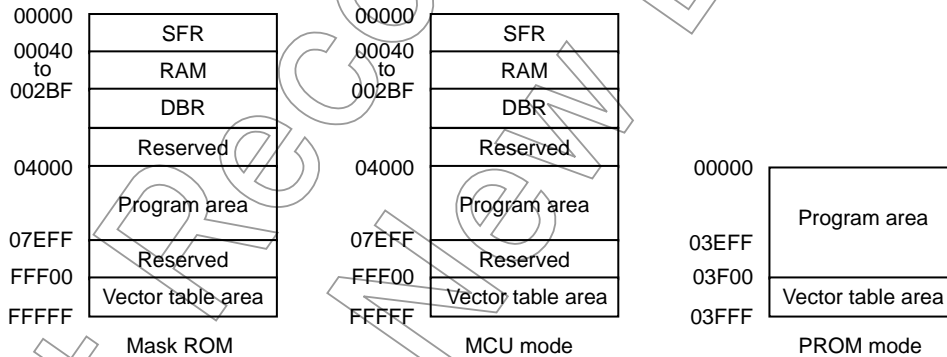 00000
SFR
00040
to
RAM
002BF
DBR
Reserved
04000
Program area
07EFF
Reserved
FFF00
Vector table area
FFFFF
Mask ROM
00000
SFR
00040
to
RAM
002BF
DBR
Reserved
04000
Program area
07EFF
Reserved
FFF00
Vector table area
FFFFF
MCU mode
00000
Program area
03EFF
03F00
Vector table area
03FFF
PROM mode